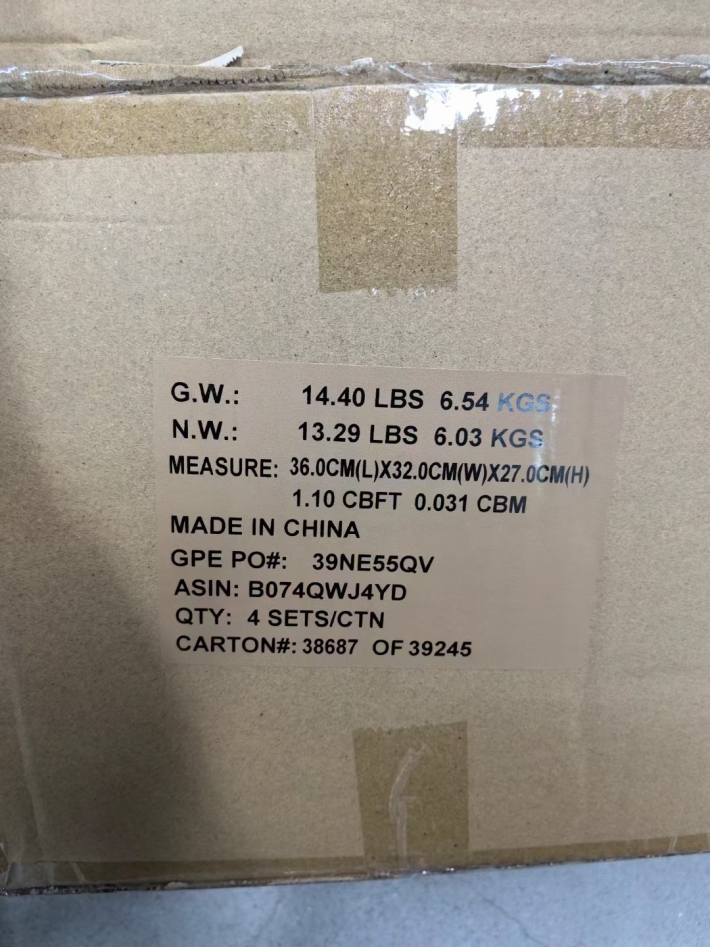 G.W.: 14.40 LBS 6.54 KGS
N.W.: 13.29 LBS 6.03 KGS
MEASURE: 36.0CM(L)X32.0CM(W)X27.0CM(H)
1.10 CBFT 0.031 CBM
MADE IN CHINA
GPE PO#: 39NE55QV
ASIN: B074QWJ4YD
QTY: 4 SETS/CTN
CARTON#: 38687 OF 39245